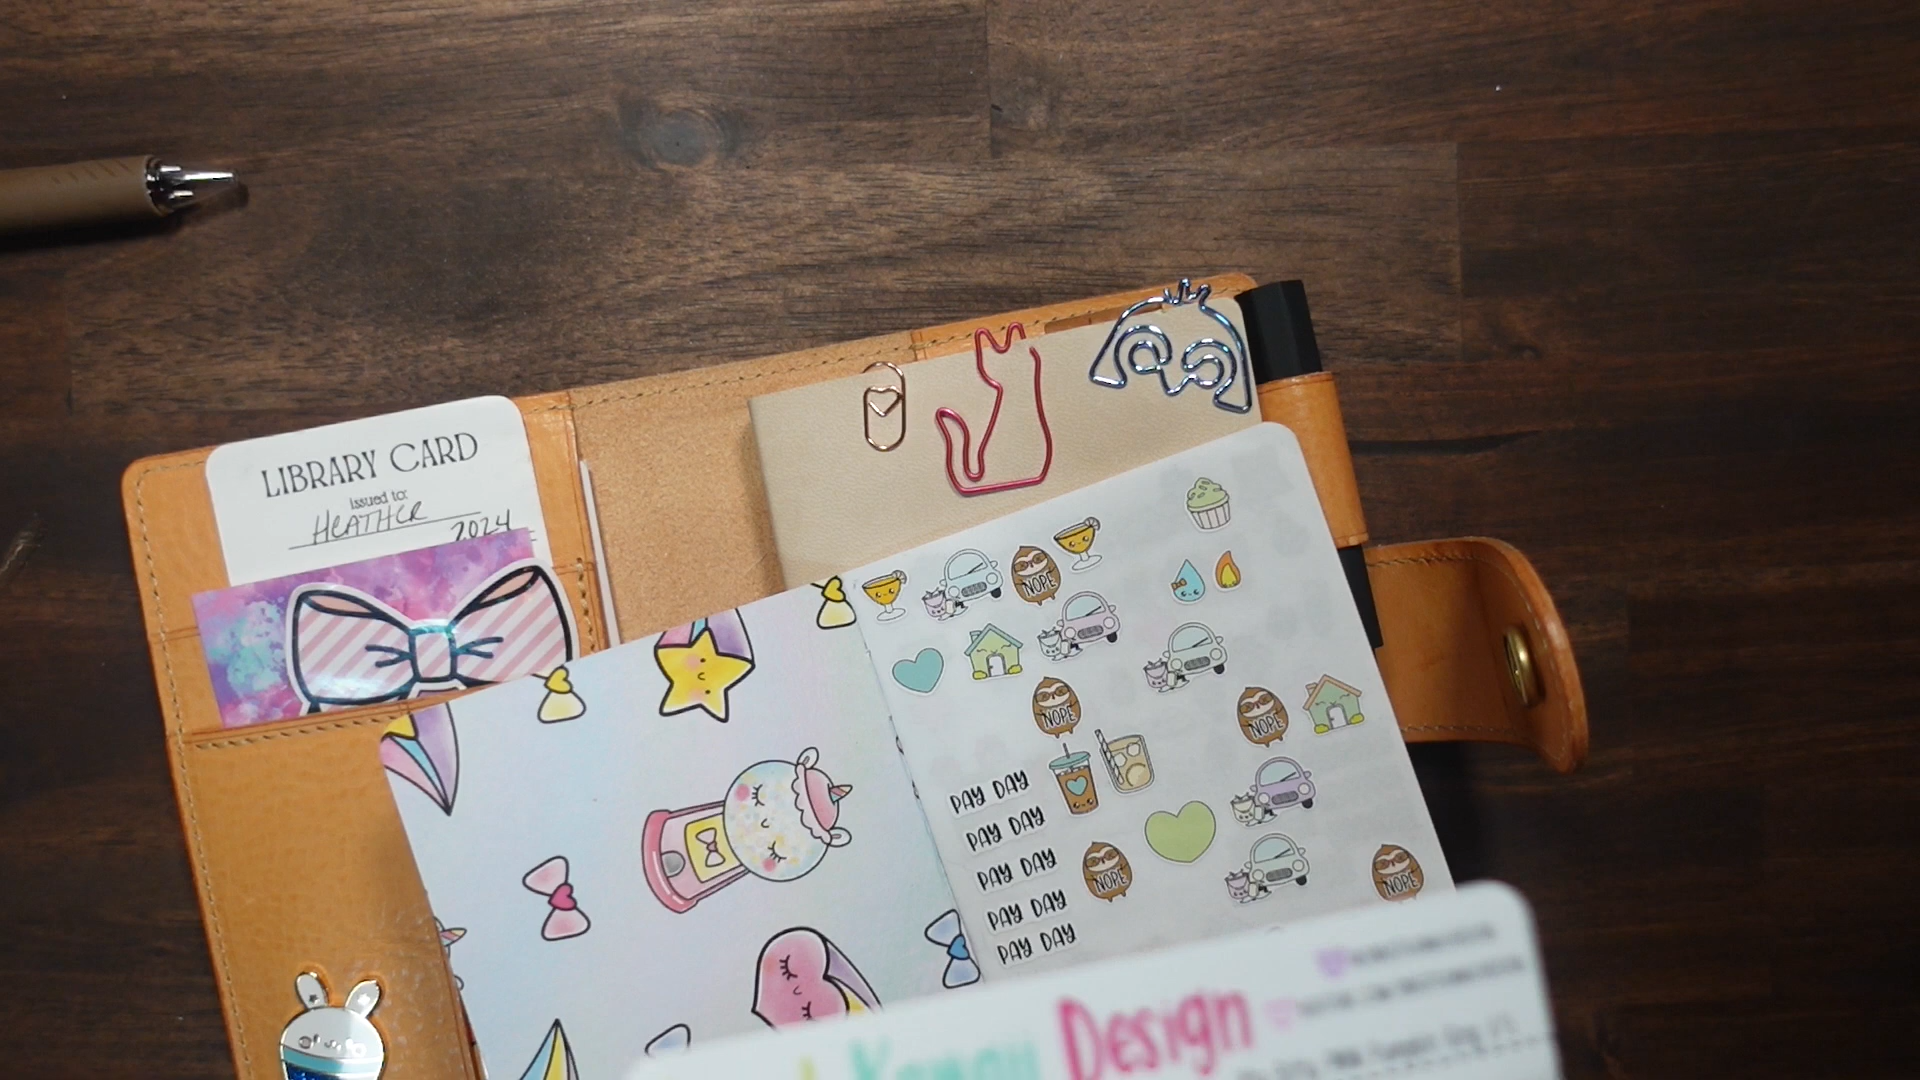 LIBRARY CARD
Issued to:
HEATHER
2024
NOPE
NOPE
NOPE
PAY DAY
PAY DAY
PAY DAY
PAY DAY
PAY DAY
NOPE
NOPE
Kawaii Design